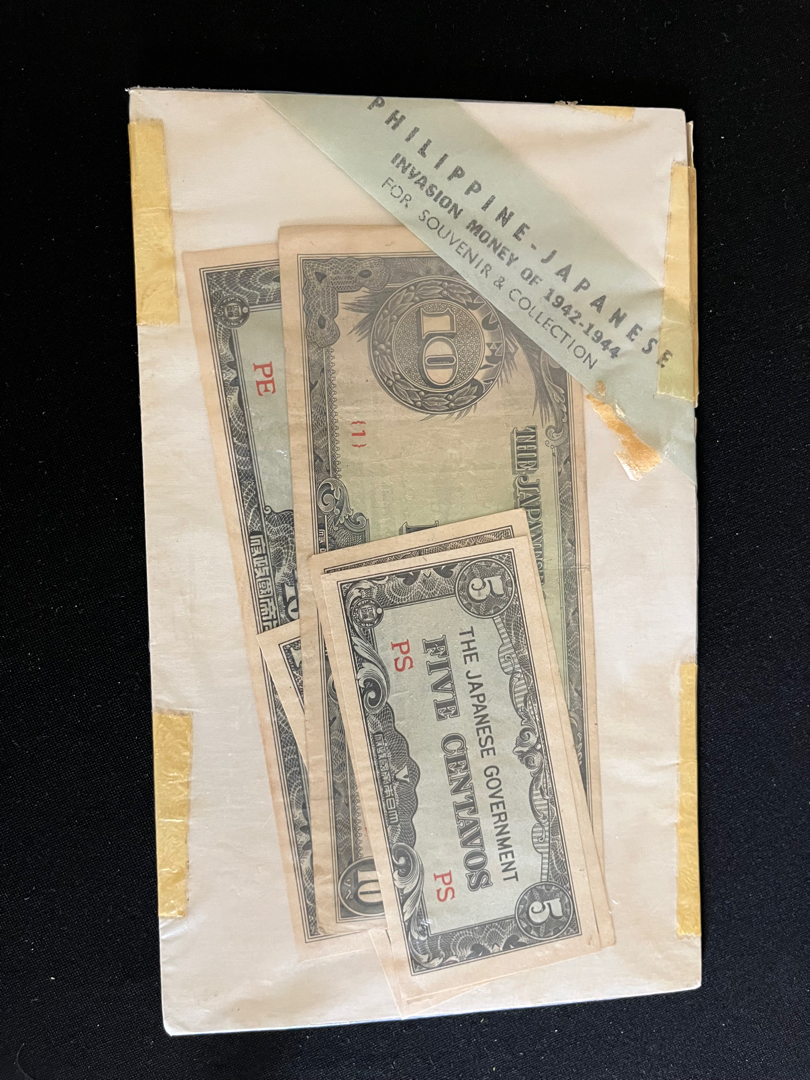 PHILIPPINE-JAPANESE
INVASION MONEY OF 1942-1944
FOR SOUVENIR & COLLECTION
PE
10
{1}
THE JAPANESE
10
5
THE JAPANESE GOVERNMENT
FIVE CENTAVOS
PS
PS
5